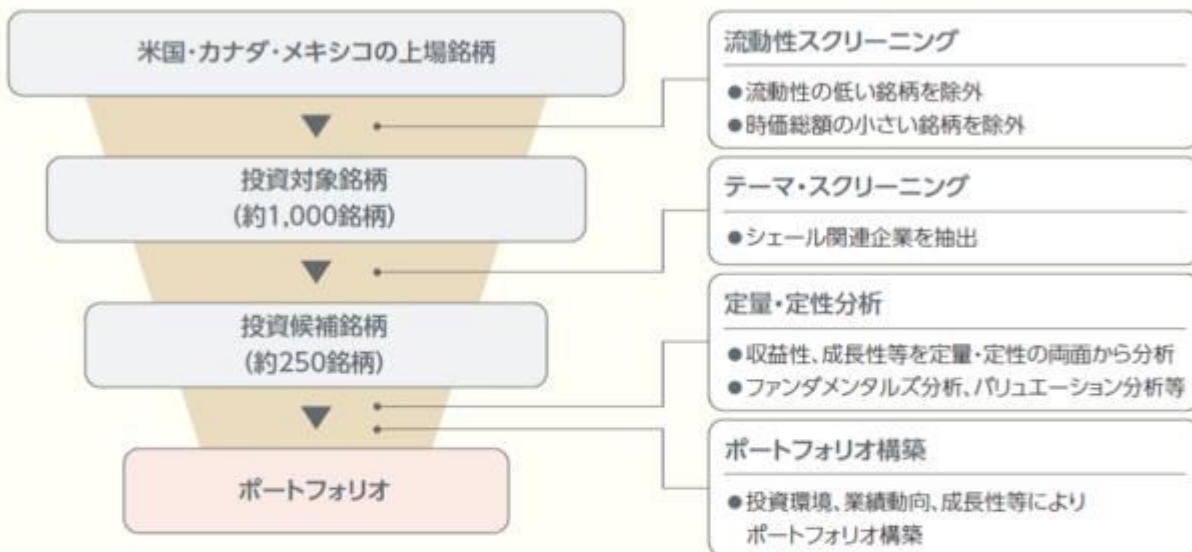 米国・カナダ・メキシコの上場銘柄
▼
投資対象銘柄
(約1,000銘柄)
▼
投資候補銘柄
(約250銘柄)
▼
ポートフォリオ
流動性スクリーニング
●流動性の低い銘柄を除外
●時価総額の小さい銘柄を除外
テーマ・スクリーニング
●シェール関連企業を抽出
定量・定性分析
●収益性、成長性等を定量・定性の両面から分析
●ファンダメンタルズ分析、バリュエーション分析等
ポートフォリオ構築
●投資環境、業績動向、成長性等により
ポートフォリオ構築